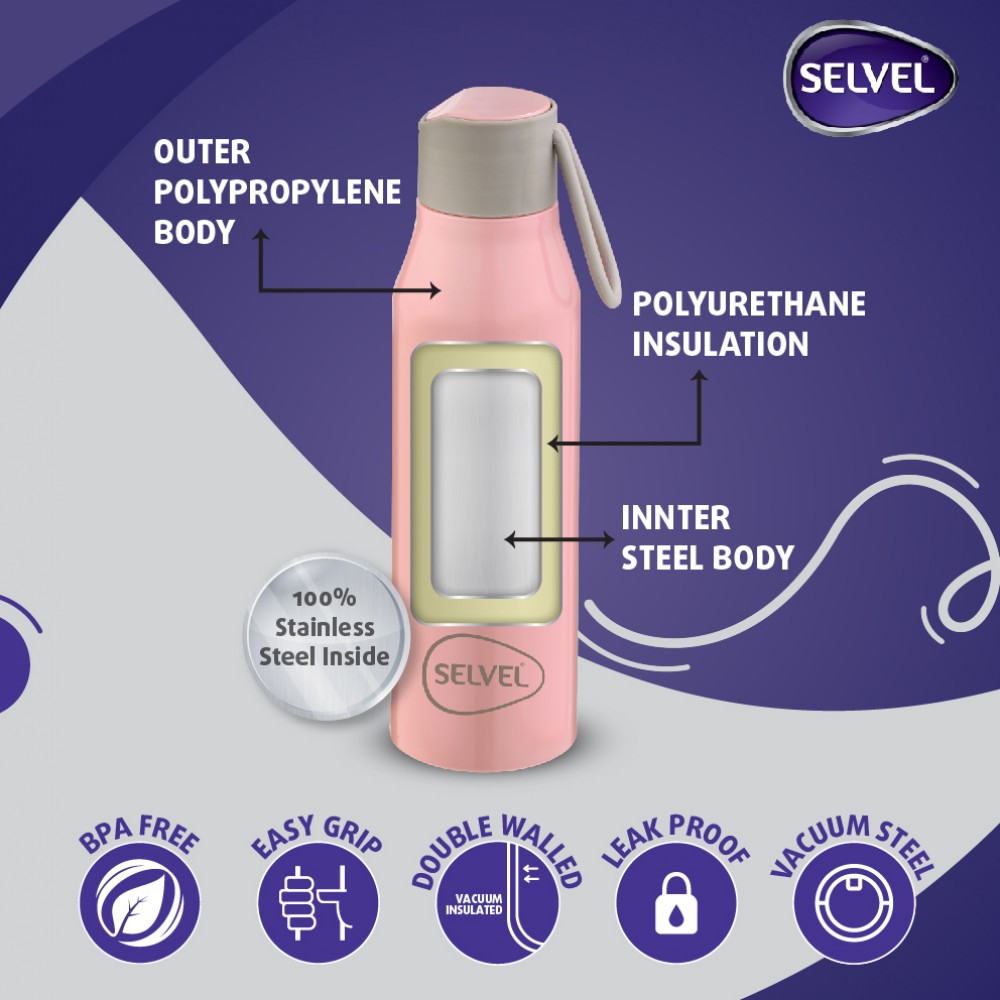 SELVEL®
OUTER
POLYPROPYLENE
BODY
POLYURETHANE
INSULATION
INNTER
STEEL BODY
100%
Stainless
Steel Inside
SELVEL
BPA FREE
EASY GRIP
DOUBLE WALLED
VACUUM
INSULATED
LEAK PROOF
VACUUM STEEL